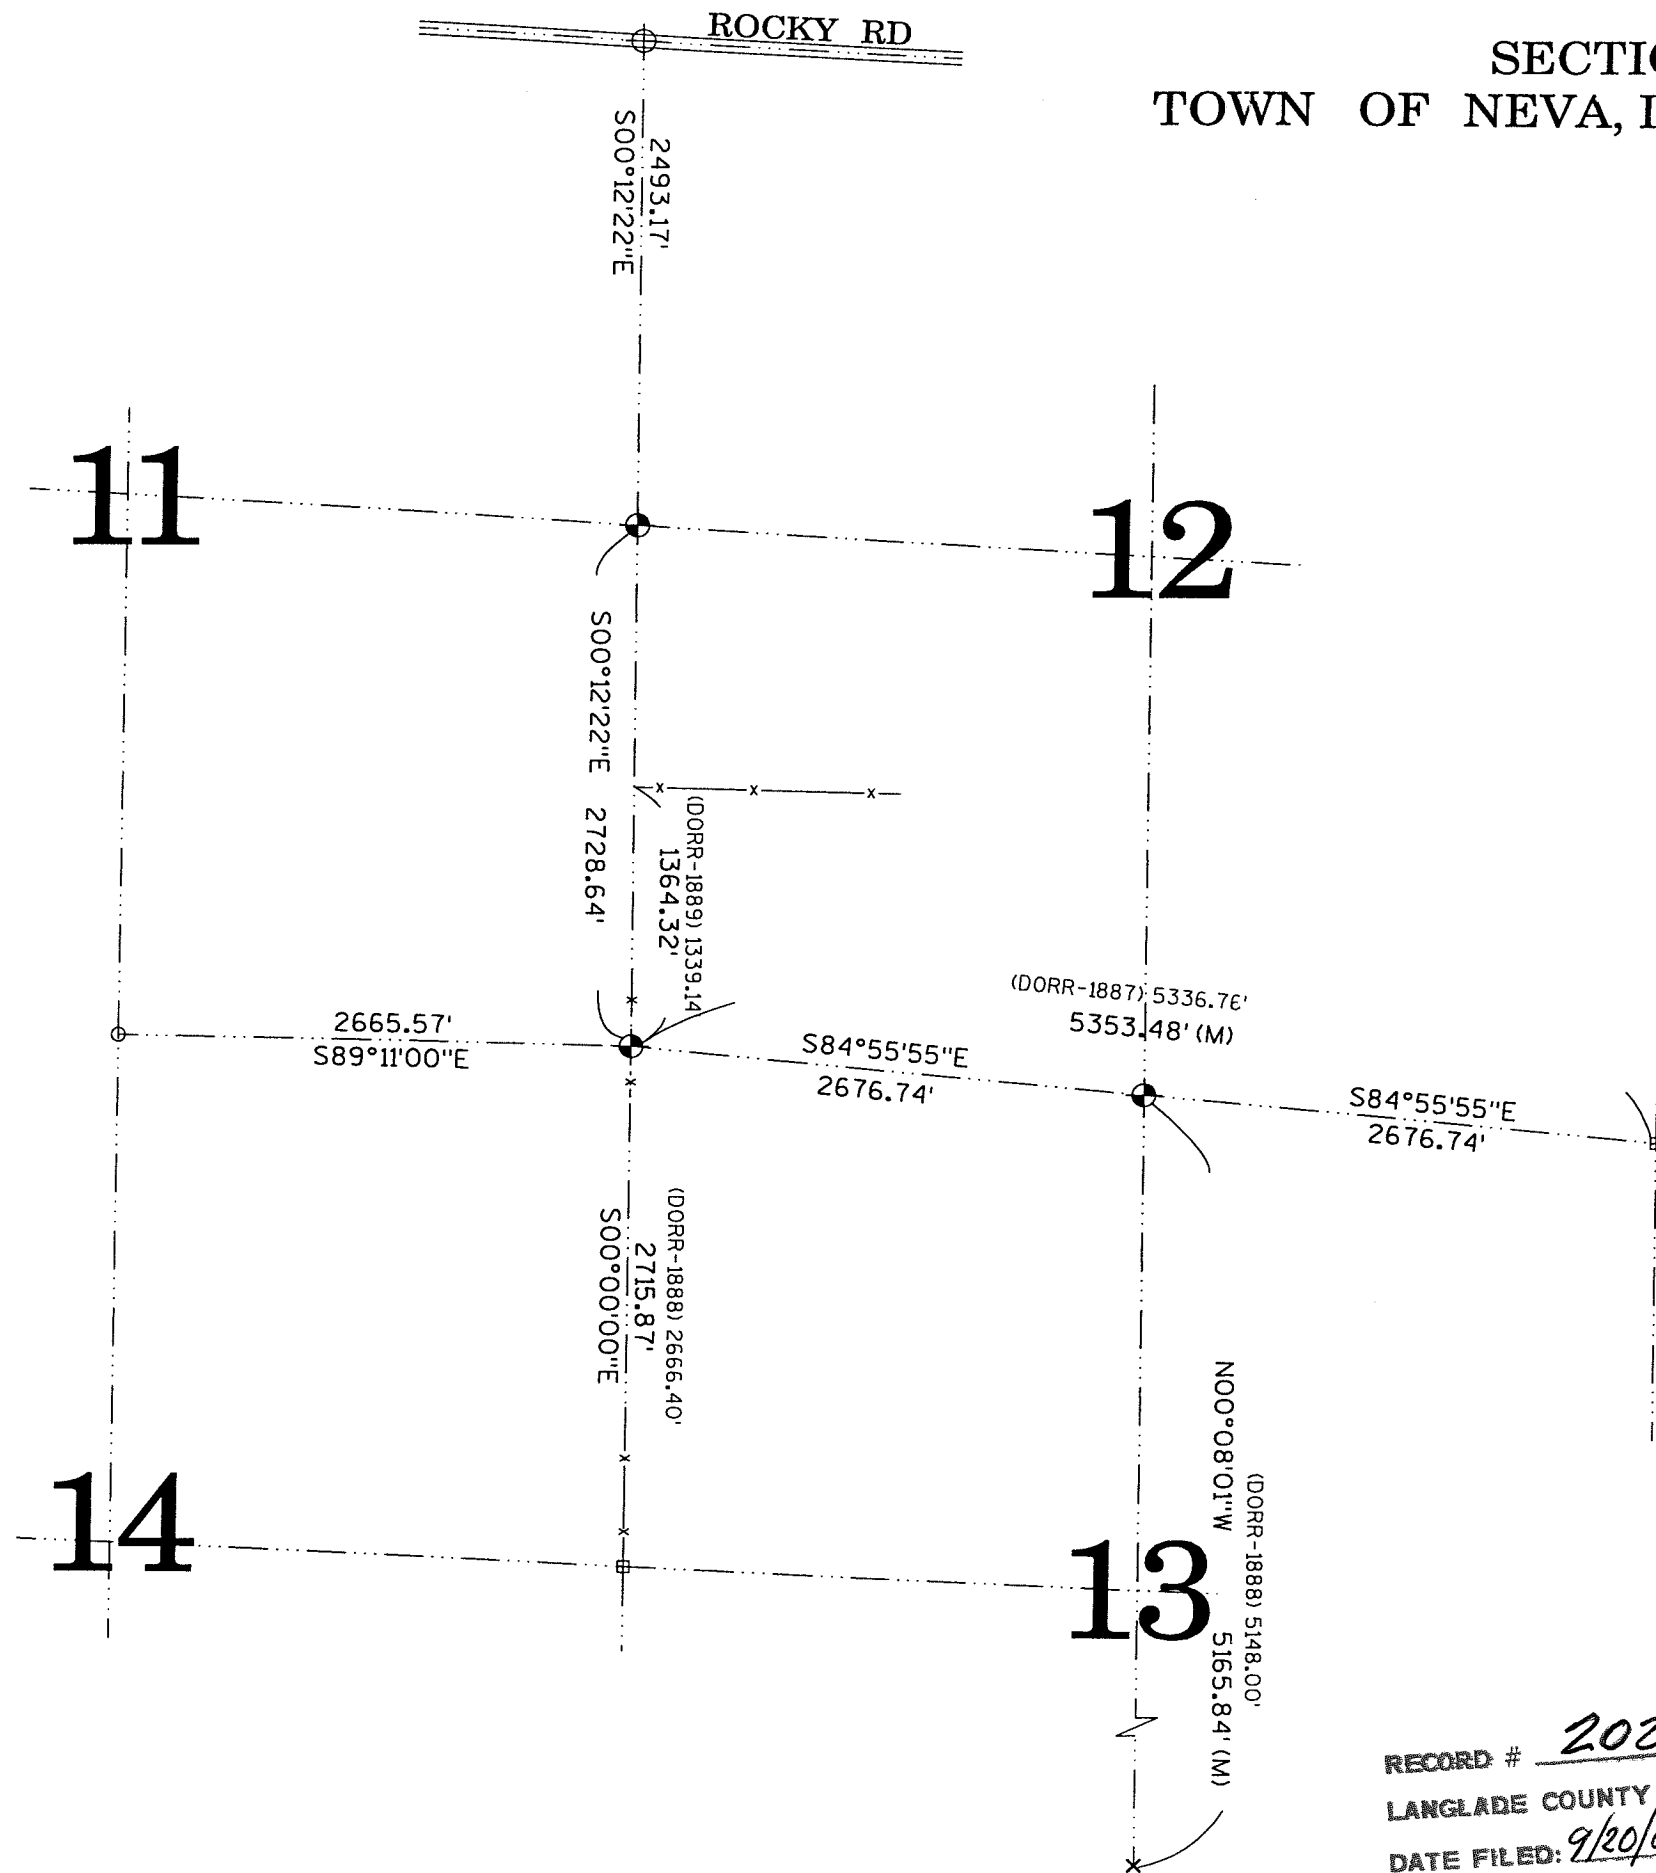 ROCKY RD
TOWN OF NEVA,
2493.17'
S00°12'22"E
11
12
S00°12'22"E 2728.64'
(DORR-1889) 1339.14
1364.32'
(DORR-1887) 5336.76'
5353.48' (M)
2665.57'
S89°11'00"E
S84°55'55"E
2676.74'
S84°55'55"E
2676.74'
(DORR-1888) 2666.40'
2715.87'
S00°00'00"E
N00°08'01"W 5165.84' (M)
(DORR-1888) 5148.00'
14
13
RECORD #
LANGLADE COUNTY
DATE FILED: 9/20/